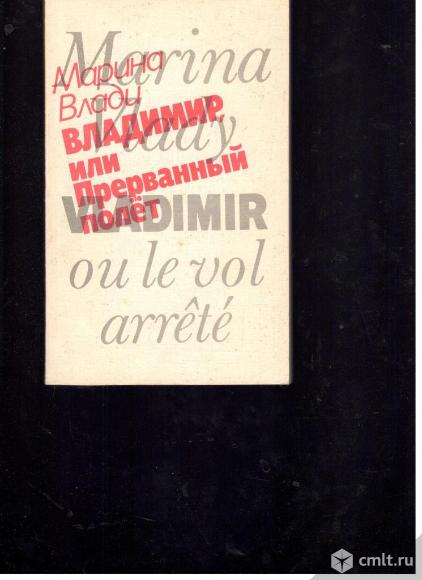 Marina
Vlady
VLADIMIR
ou le vol
arrêté
Марина
Влади
ВЛАДИМИР,
или
Прерванный
полёт
cmlt.ru